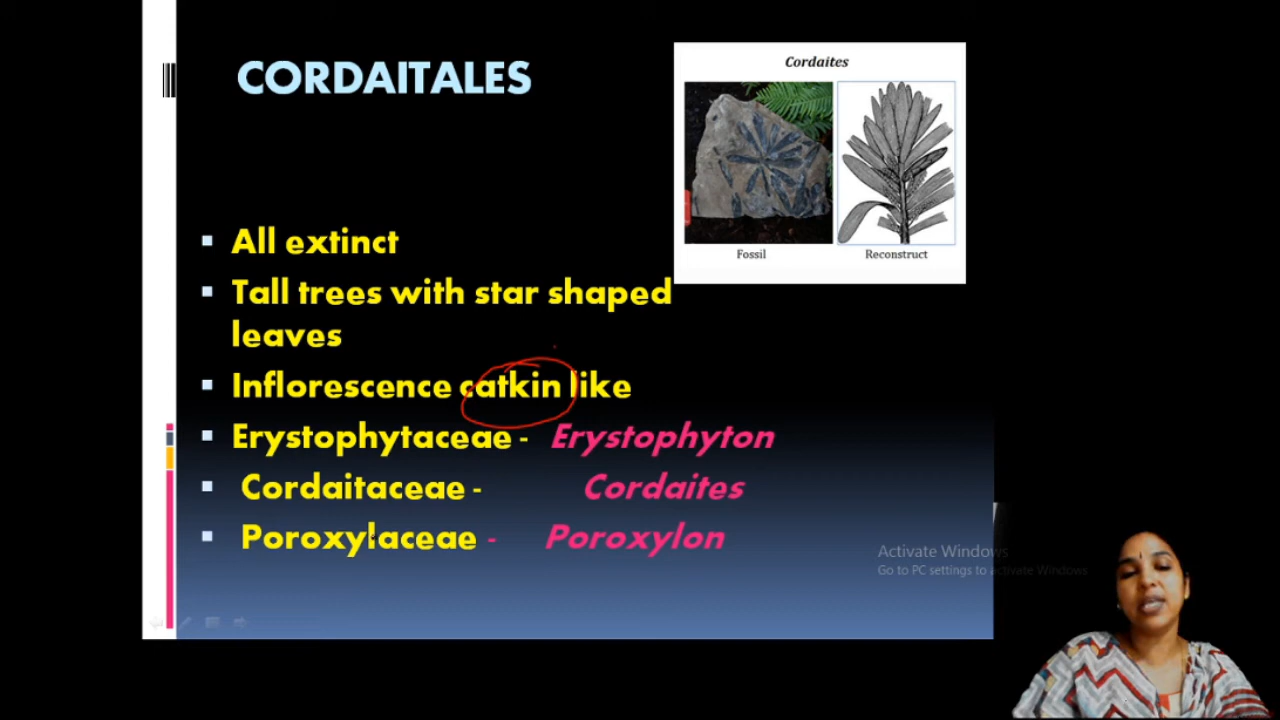 CORDAITALES
Cordaites
Fossil
Reconstruct
All extinct
Tall trees with star shaped
leaves
Inflorescence catkin like
Erystophytaceae - Erystophyton
Cordaitaceae - Cordaites
Poroxylaceae - Poroxylon
Activate Windows
Go to PC settings to activate Windows